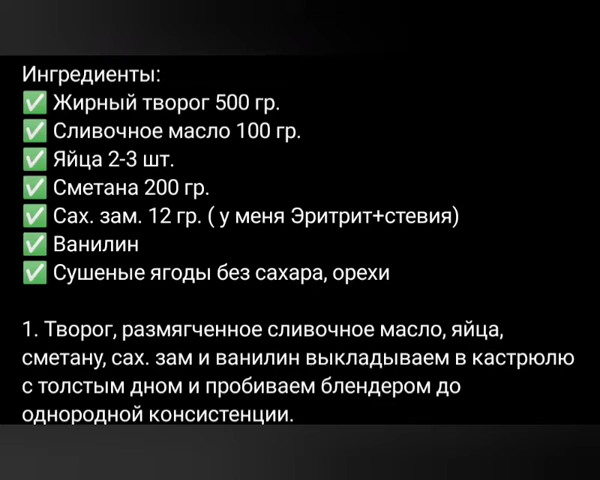 Ингредиенты:
✅ Жирный творог 500 гр.
✅ Сливочное масло 100 гр.
✅ Яйца 2-3 шт.
✅ Сметана 200 гр.
✅ Сах. зам. 12 гр. ( у меня Эритрит+стевия)
✅ Ванилин
✅ Сушеные ягоды без сахара, орехи
1. Творог, размягченное сливочное масло, яйца,
сметану, сах. зам и ванилин выкладываем в кастрюлю
с толстым дном и пробиваем блендером до
однородной консистенции.